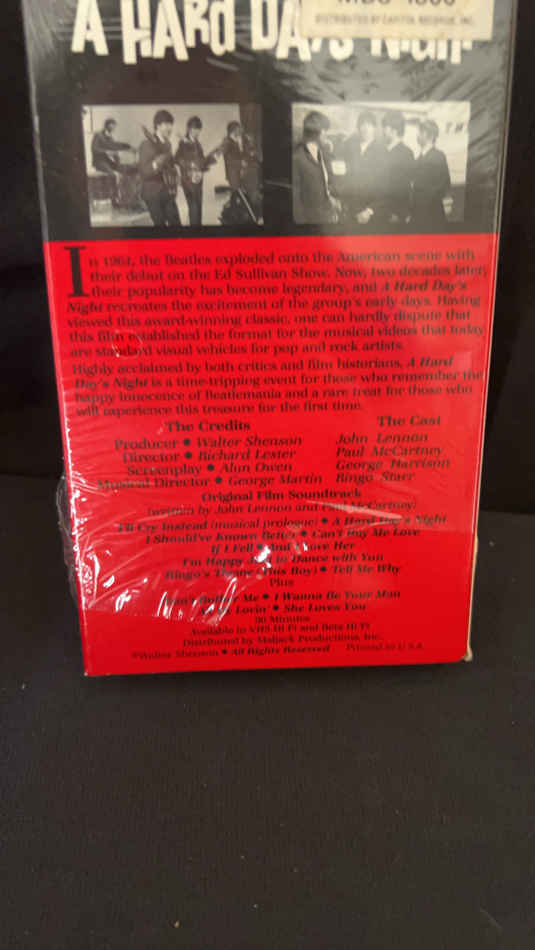 A HARD DAY'S NIGHT
DISTRIBUTED BY CAPITOL RECORDS, INC.
In 1964, the Beatles exploded onto the American scene with
their debut on the Ed Sullivan Show. Now, two decades later,
their popularity has become legendary, and A Hard Day's
Night recreates the excitement of the group's early days. Having
viewed this award-winning classic, one can hardly dispute that
this film established the format for the musical videos that today
are standard visual vehicles for pop and rock artists.
Highly acclaimed by both critics and film historians, A Hard
Day's Night is a time-tripping event for those who remember the
happy innocence of Beatlemania and a rare treat for those who
will experience this treasure for the first time.
The Credits
Producer • Walter Shenson
Director • Richard Lester
Screenplay • Alun Owen
Musical Director • George Martin
The Cast
John Lennon
Paul McCartney
George Harrison
Ringo Starr
Original Film Soundtrack
(written by John Lennon and Paul McCartney)
I'll Cry Instead (musical prologue) • A Hard Day's Night
I Should've Known Better • Can't Buy Me Love
If I Fell • And I Love Her
I'm Happy Just to Dance with You
Ringo's Theme (This Boy) • Tell Me Why
Plus
Don't Bother Me • I Wanna Be Your Man
All My Lovin' • She Loves You
90 Minutes
Available in VHS Hi-Fi and Beta Hi-Fi
Distributed by Maljack Productions, Inc.
©Walter Shenson • All Rights Reserved Printed in U.S.A.